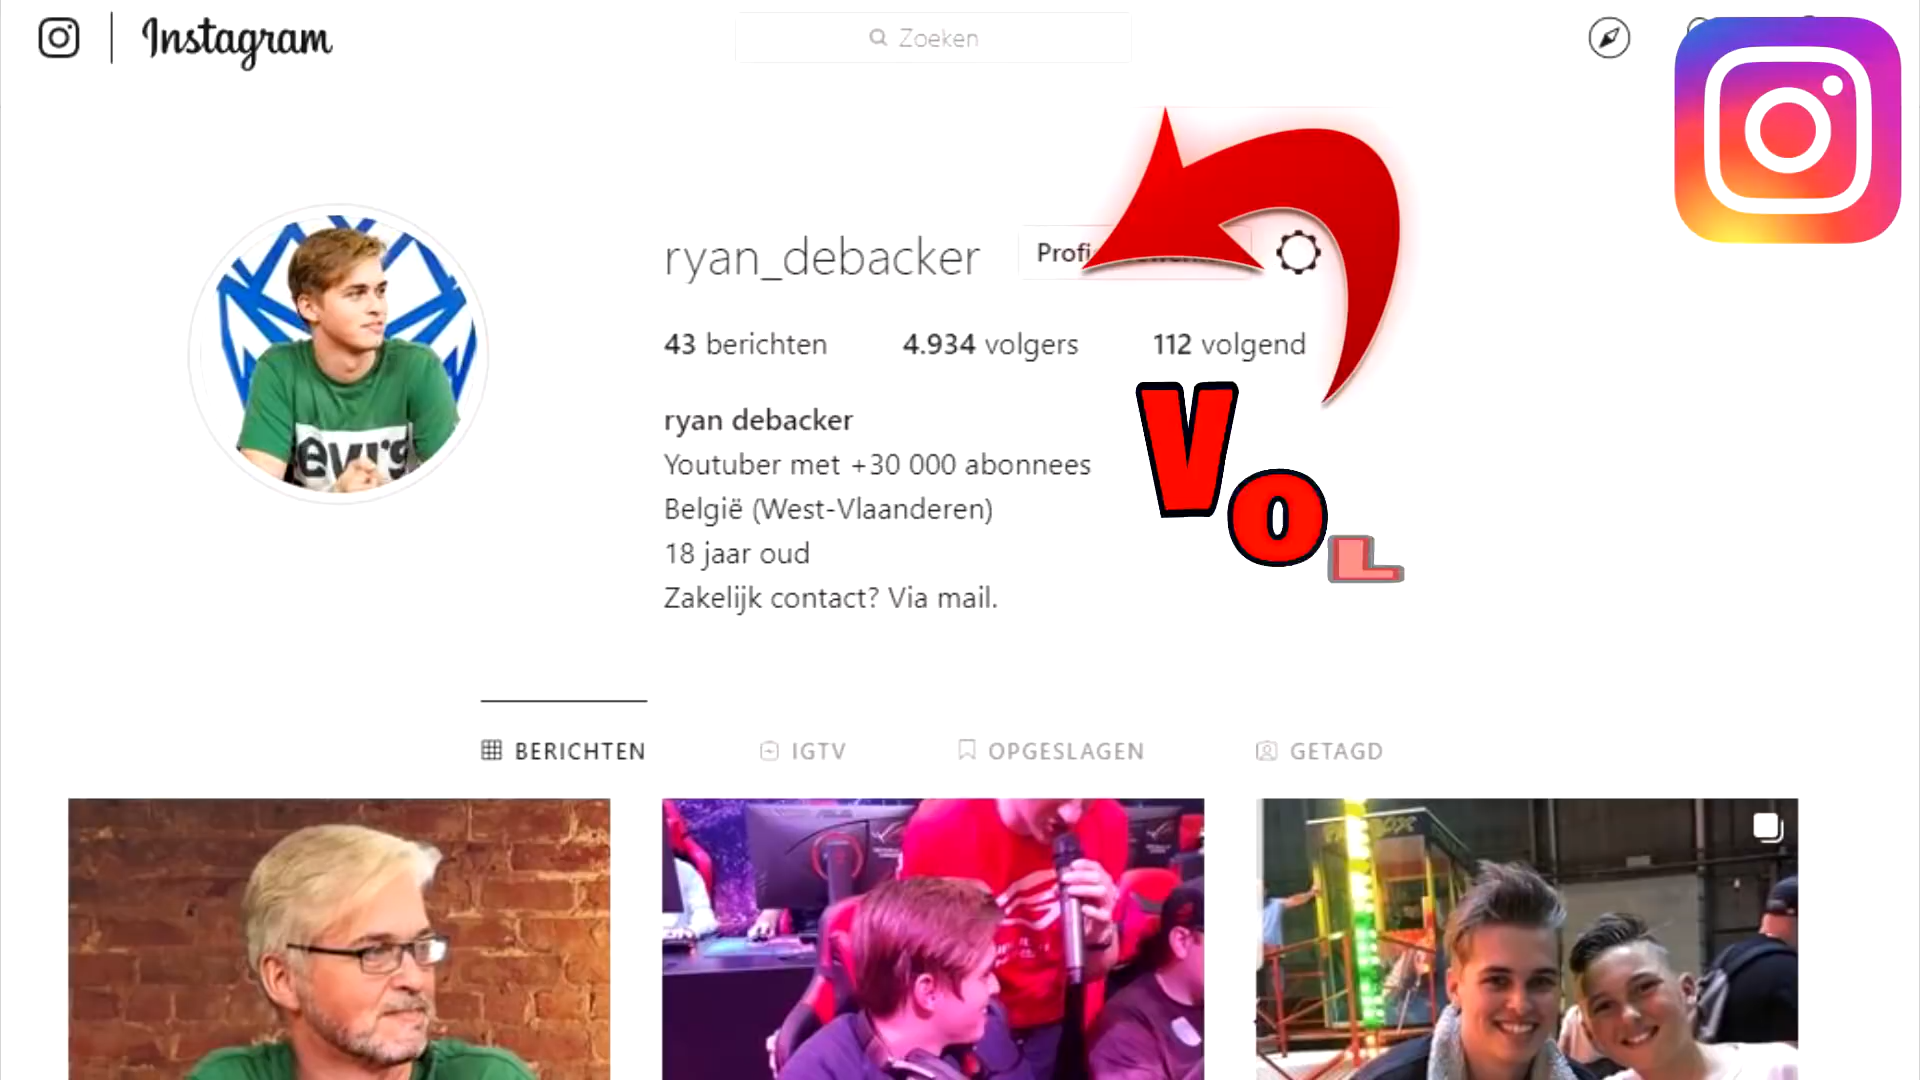 Instagram
Zoeken
ryan_debacker
43 berichten 4.934 volgers 112 volgend
ryan debacker
Youtuber met +30 000 abonnees
België (West-Vlaanderen)
18 jaar oud
Zakelijk contact? Via mail.
VOL
BERICHTEN IGTV OPGESLAGEN GETAGD